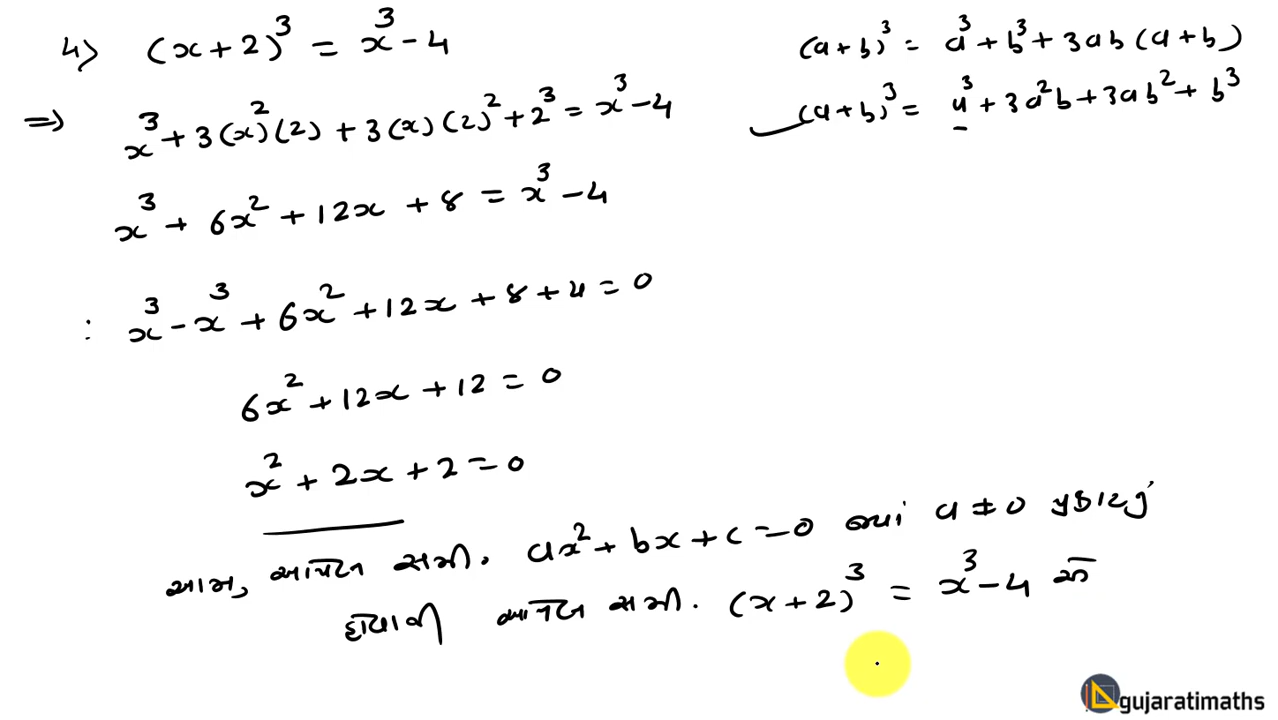 4) (x+2)³ = x³-4
(a+b)³ = a³+b³+3ab(a+b)
⇒ x³+3(x)²(2)+3(x)(2)²+2³=x³-4
(a+b)³ = a³+3a²b+3ab²+b³
x³+6x²+12x+8=x³-4
: x³-x³+6x²+12x+8+4=0
6x²+12x+12=0
x²+2x+2=0
આમ, આપેલ સમી. ax²+bx+c=0 જ્યાં a≠0 પ્રકારનું
હોવાથી આપેલ સમી. (x+2)³ = x³-4 એ
gujaratimaths